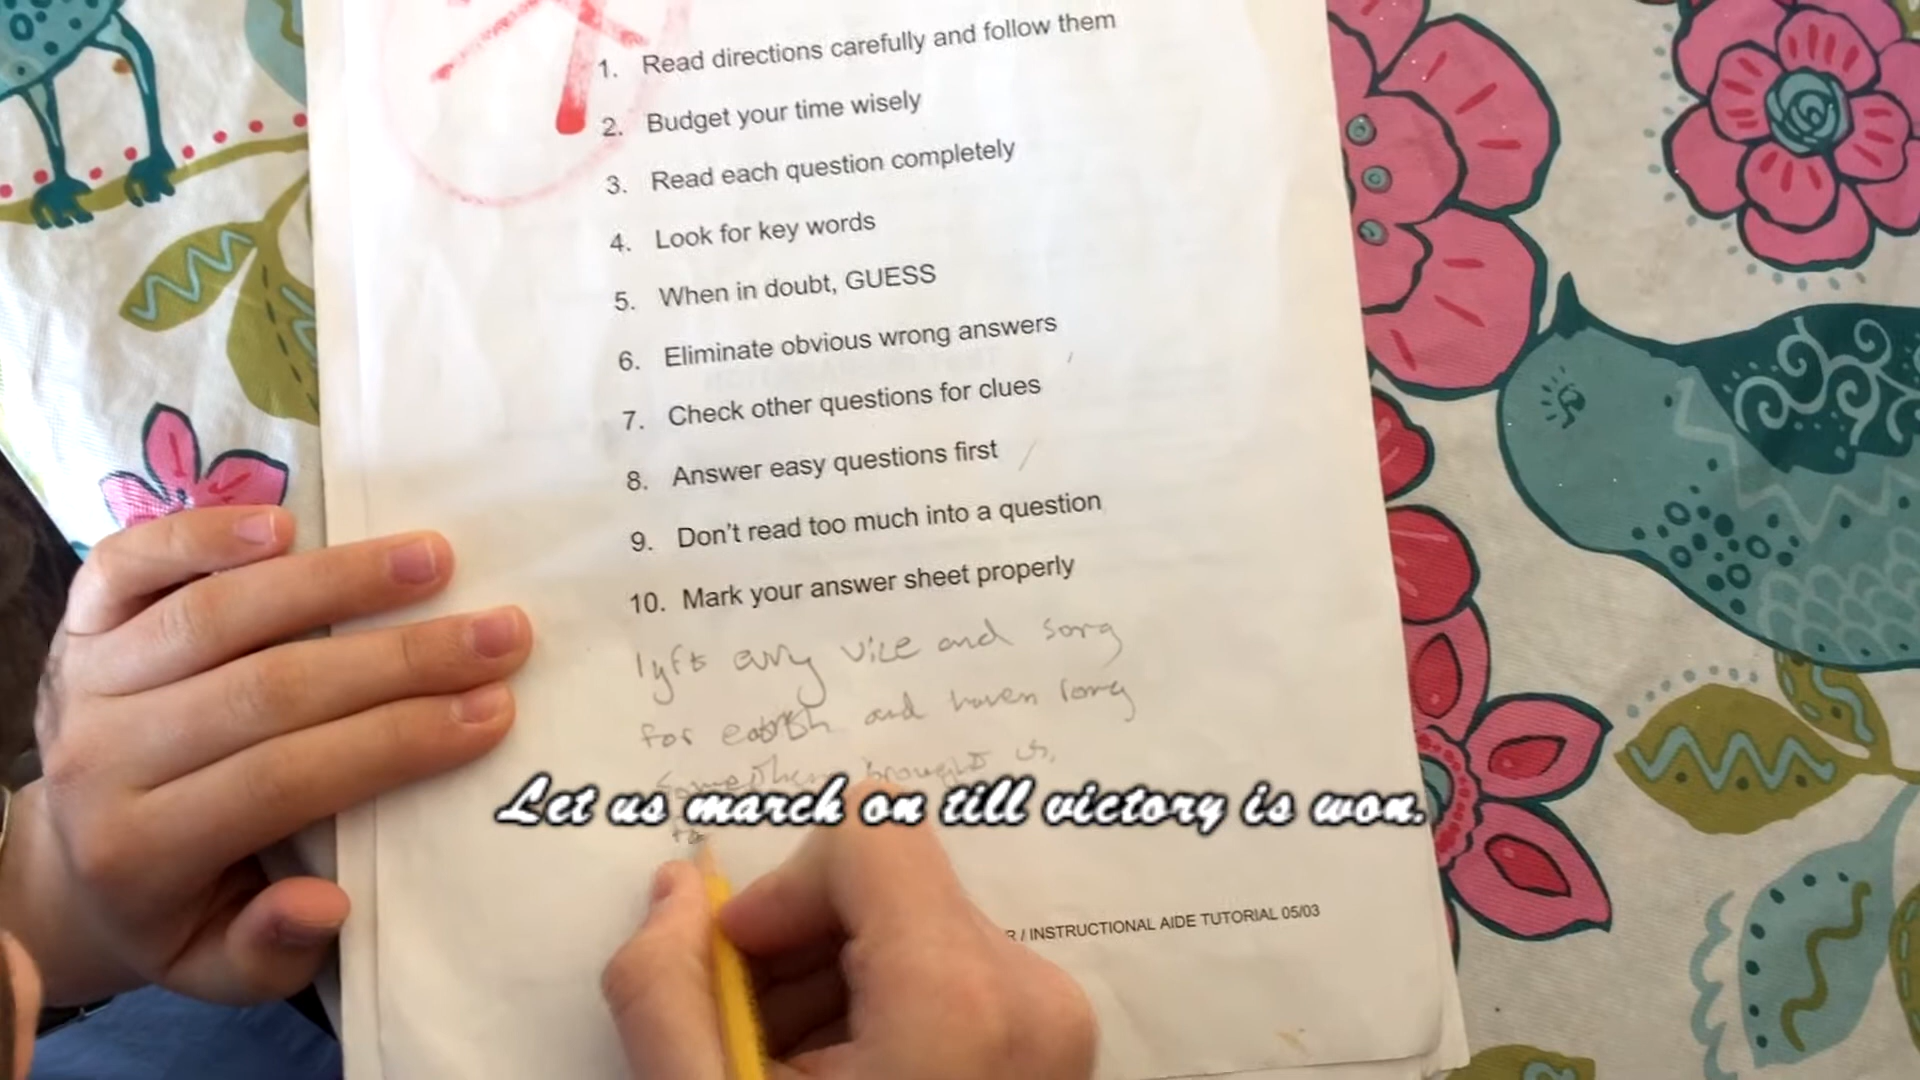 1. Read directions carefully and follow them
2. Budget your time wisely
3. Read each question completely
4. Look for key words
5. When in doubt, GUESS
6. Eliminate obvious wrong answers
7. Check other questions for clues
8. Answer easy questions first
9. Don't read too much into a question
10. Mark your answer sheet properly
lyft evry vice and song
for and haven
brought us,
Let us march on till victory is won.
/ INSTRUCTIONAL AIDE TUTORIAL 05/03